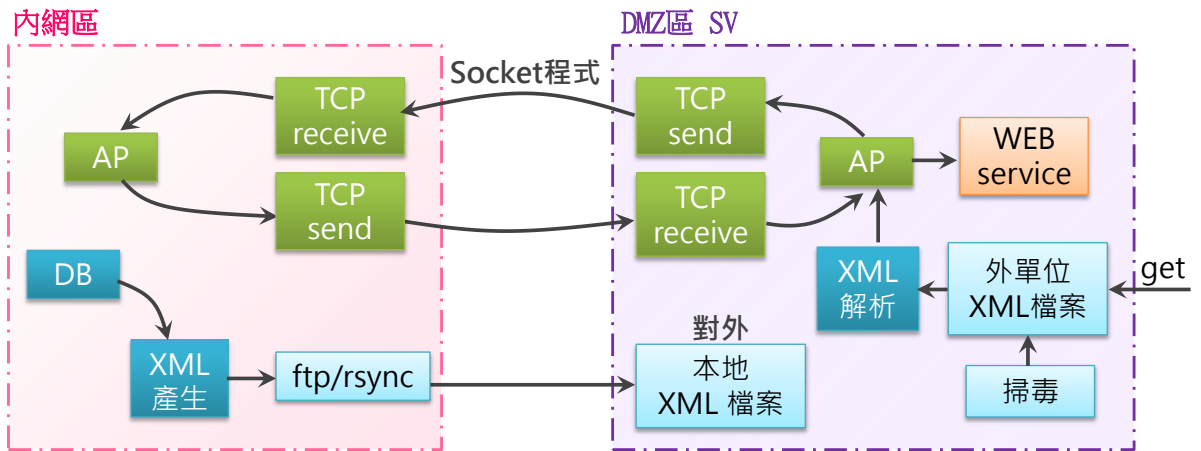 內網區
DMZ區 SV
Socket程式
TCP
receive
TCP
send
AP
AP
WEB
service
TCP
send
TCP
receive
DB
XML
解析
外單位
XML檔案
get
對外
XML
產生
ftp/rsync
本地
XML 檔案
掃毒